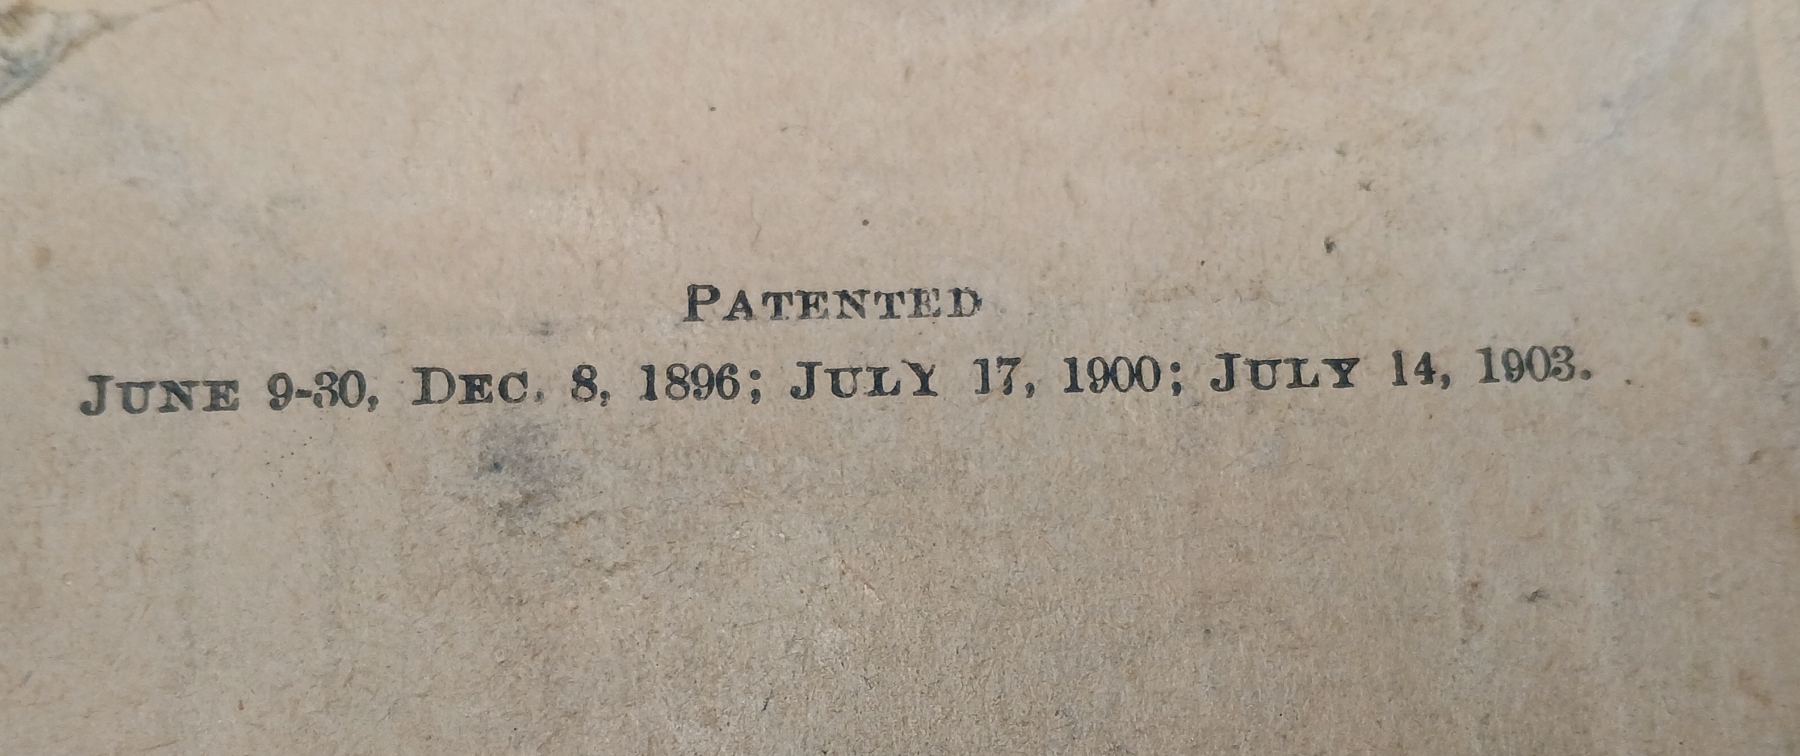 PATENTED
JUNE 9-30, DEC. 8, 1896; JULY 17, 1900; JULY 14, 1903.